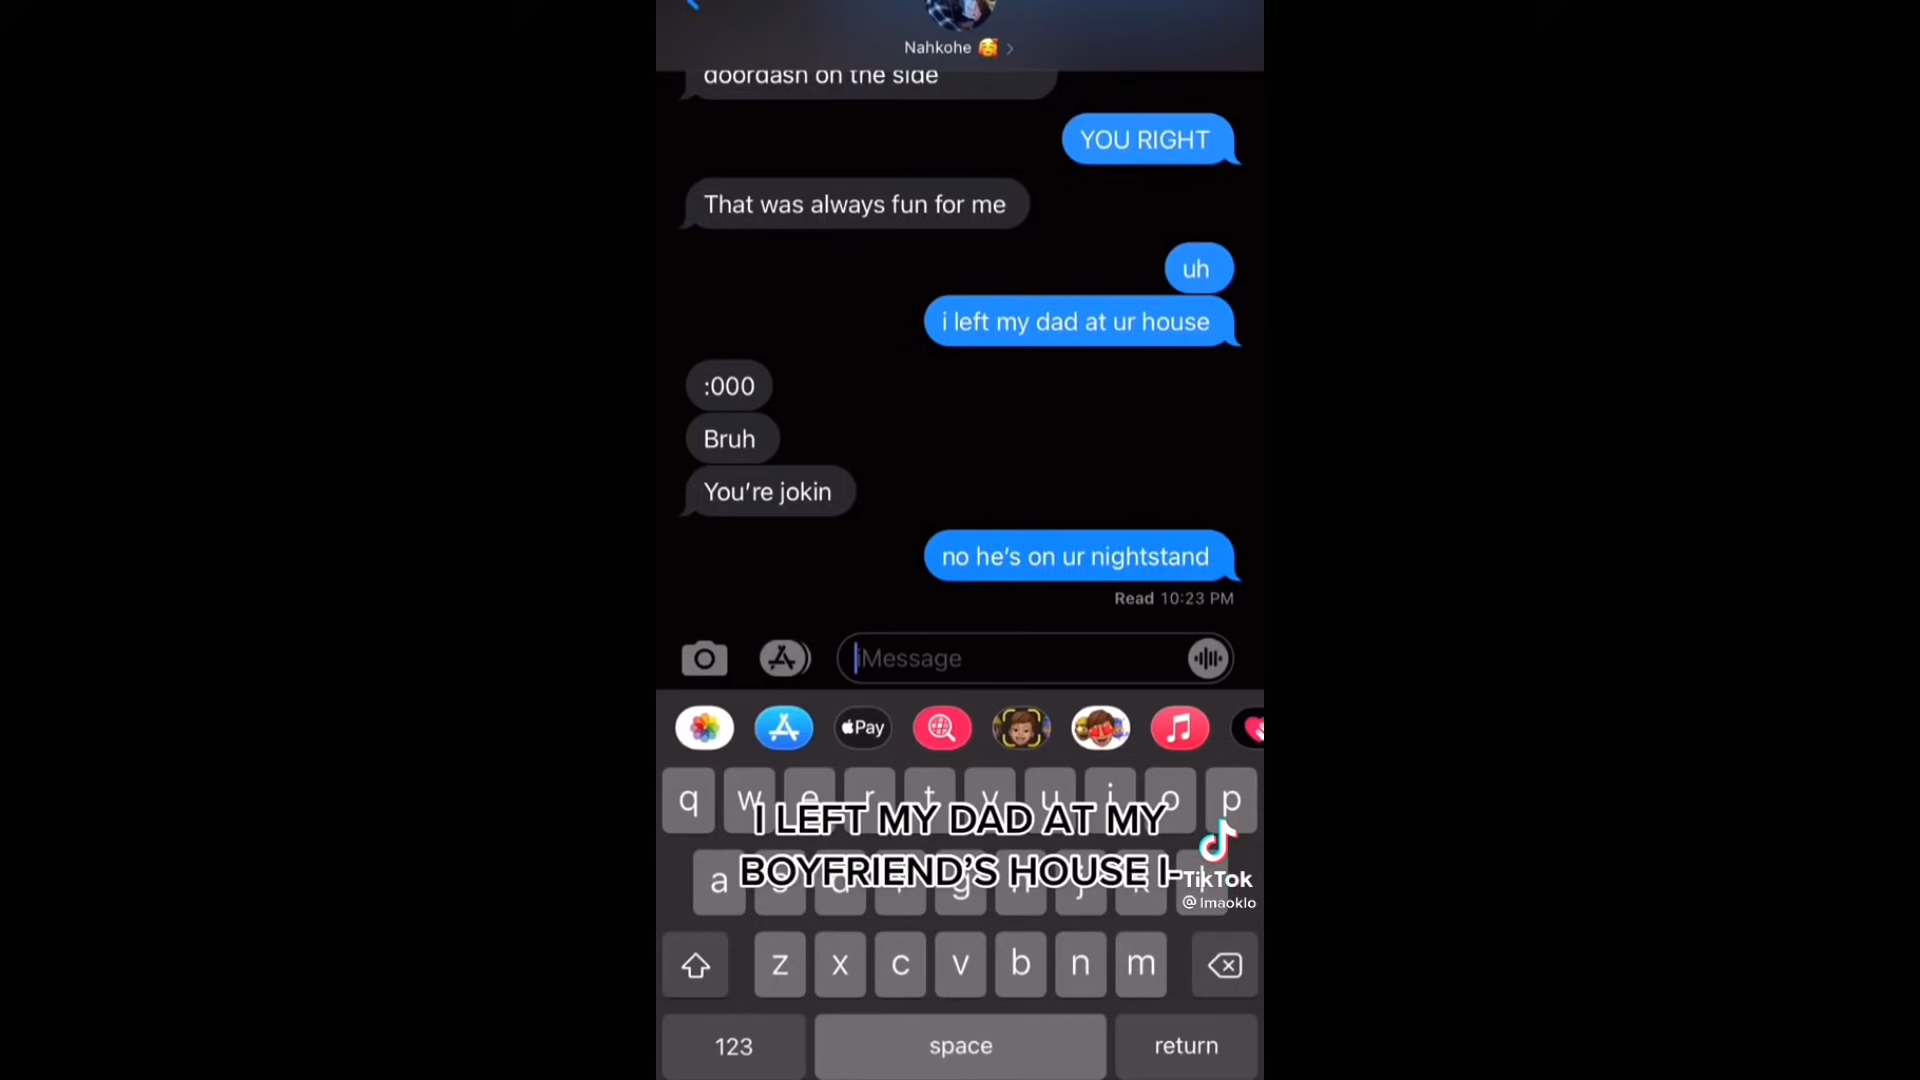 Nahkohe 🥰 >
doordash on the side
YOU RIGHT
That was always fun for me
uh
i left my dad at ur house
:000
Bruh
You're jokin
no he's on ur nightstand
Read 10:23 PM
iMessage
Pay
q w e r t y u i o p
I LEFT MY DAD AT MY
BOYFRIEND'S HOUSE I-
a s d f g h j k l
TikTok
@lmaoklo
z x c v b n m
123 space return